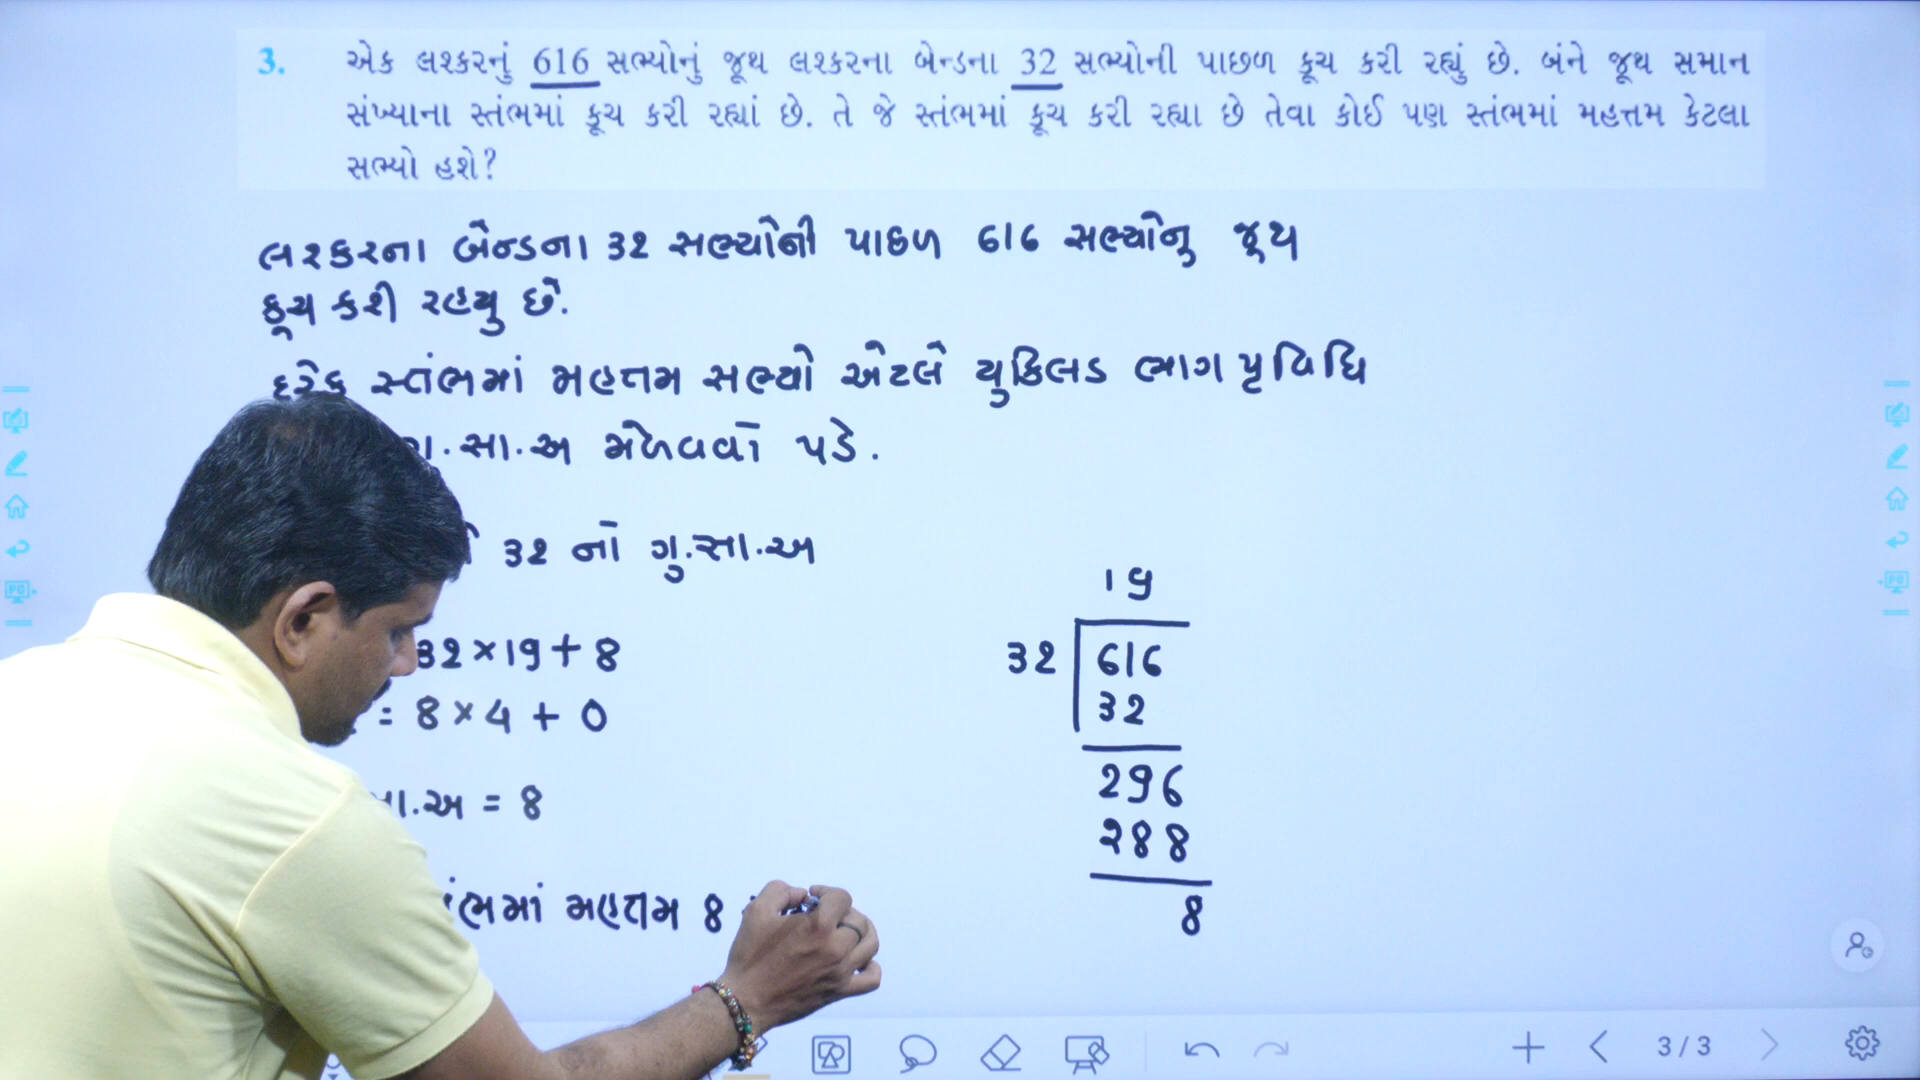 3. એક લશ્કરનું 616 સભ્યોનું જૂથ લશ્કરના બેન્ડના 32 સભ્યોની પાછળ કૂચ કરી રહ્યું છે. બંને જૂથ સમાન
સંખ્યાના સ્તંભમાં કૂચ કરી રહ્યાં છે. તે જે સ્તંભમાં કૂચ કરી રહ્યા છે તેવા કોઈ પણ સ્તંભમાં મહત્તમ કેટલા
સભ્યો હશે?
લશ્કરના બેન્ડના 32 સભ્યોની પાછળ 616 સભ્યોનુ જૂથ
કૂચ કરી રહયુ છે.
દરેક સ્તંભમાં મહત્તમ સભ્યો એટલે યુકિલડ ભાગ પૃવિધિ
.સા.અ મેળવવો પડે.
32 નો ગુ.સા.અ
32×19+8
= 8×4+0
.અ = 8
મહત્તમ 8
19
32 616
32
296
288
8
3/3